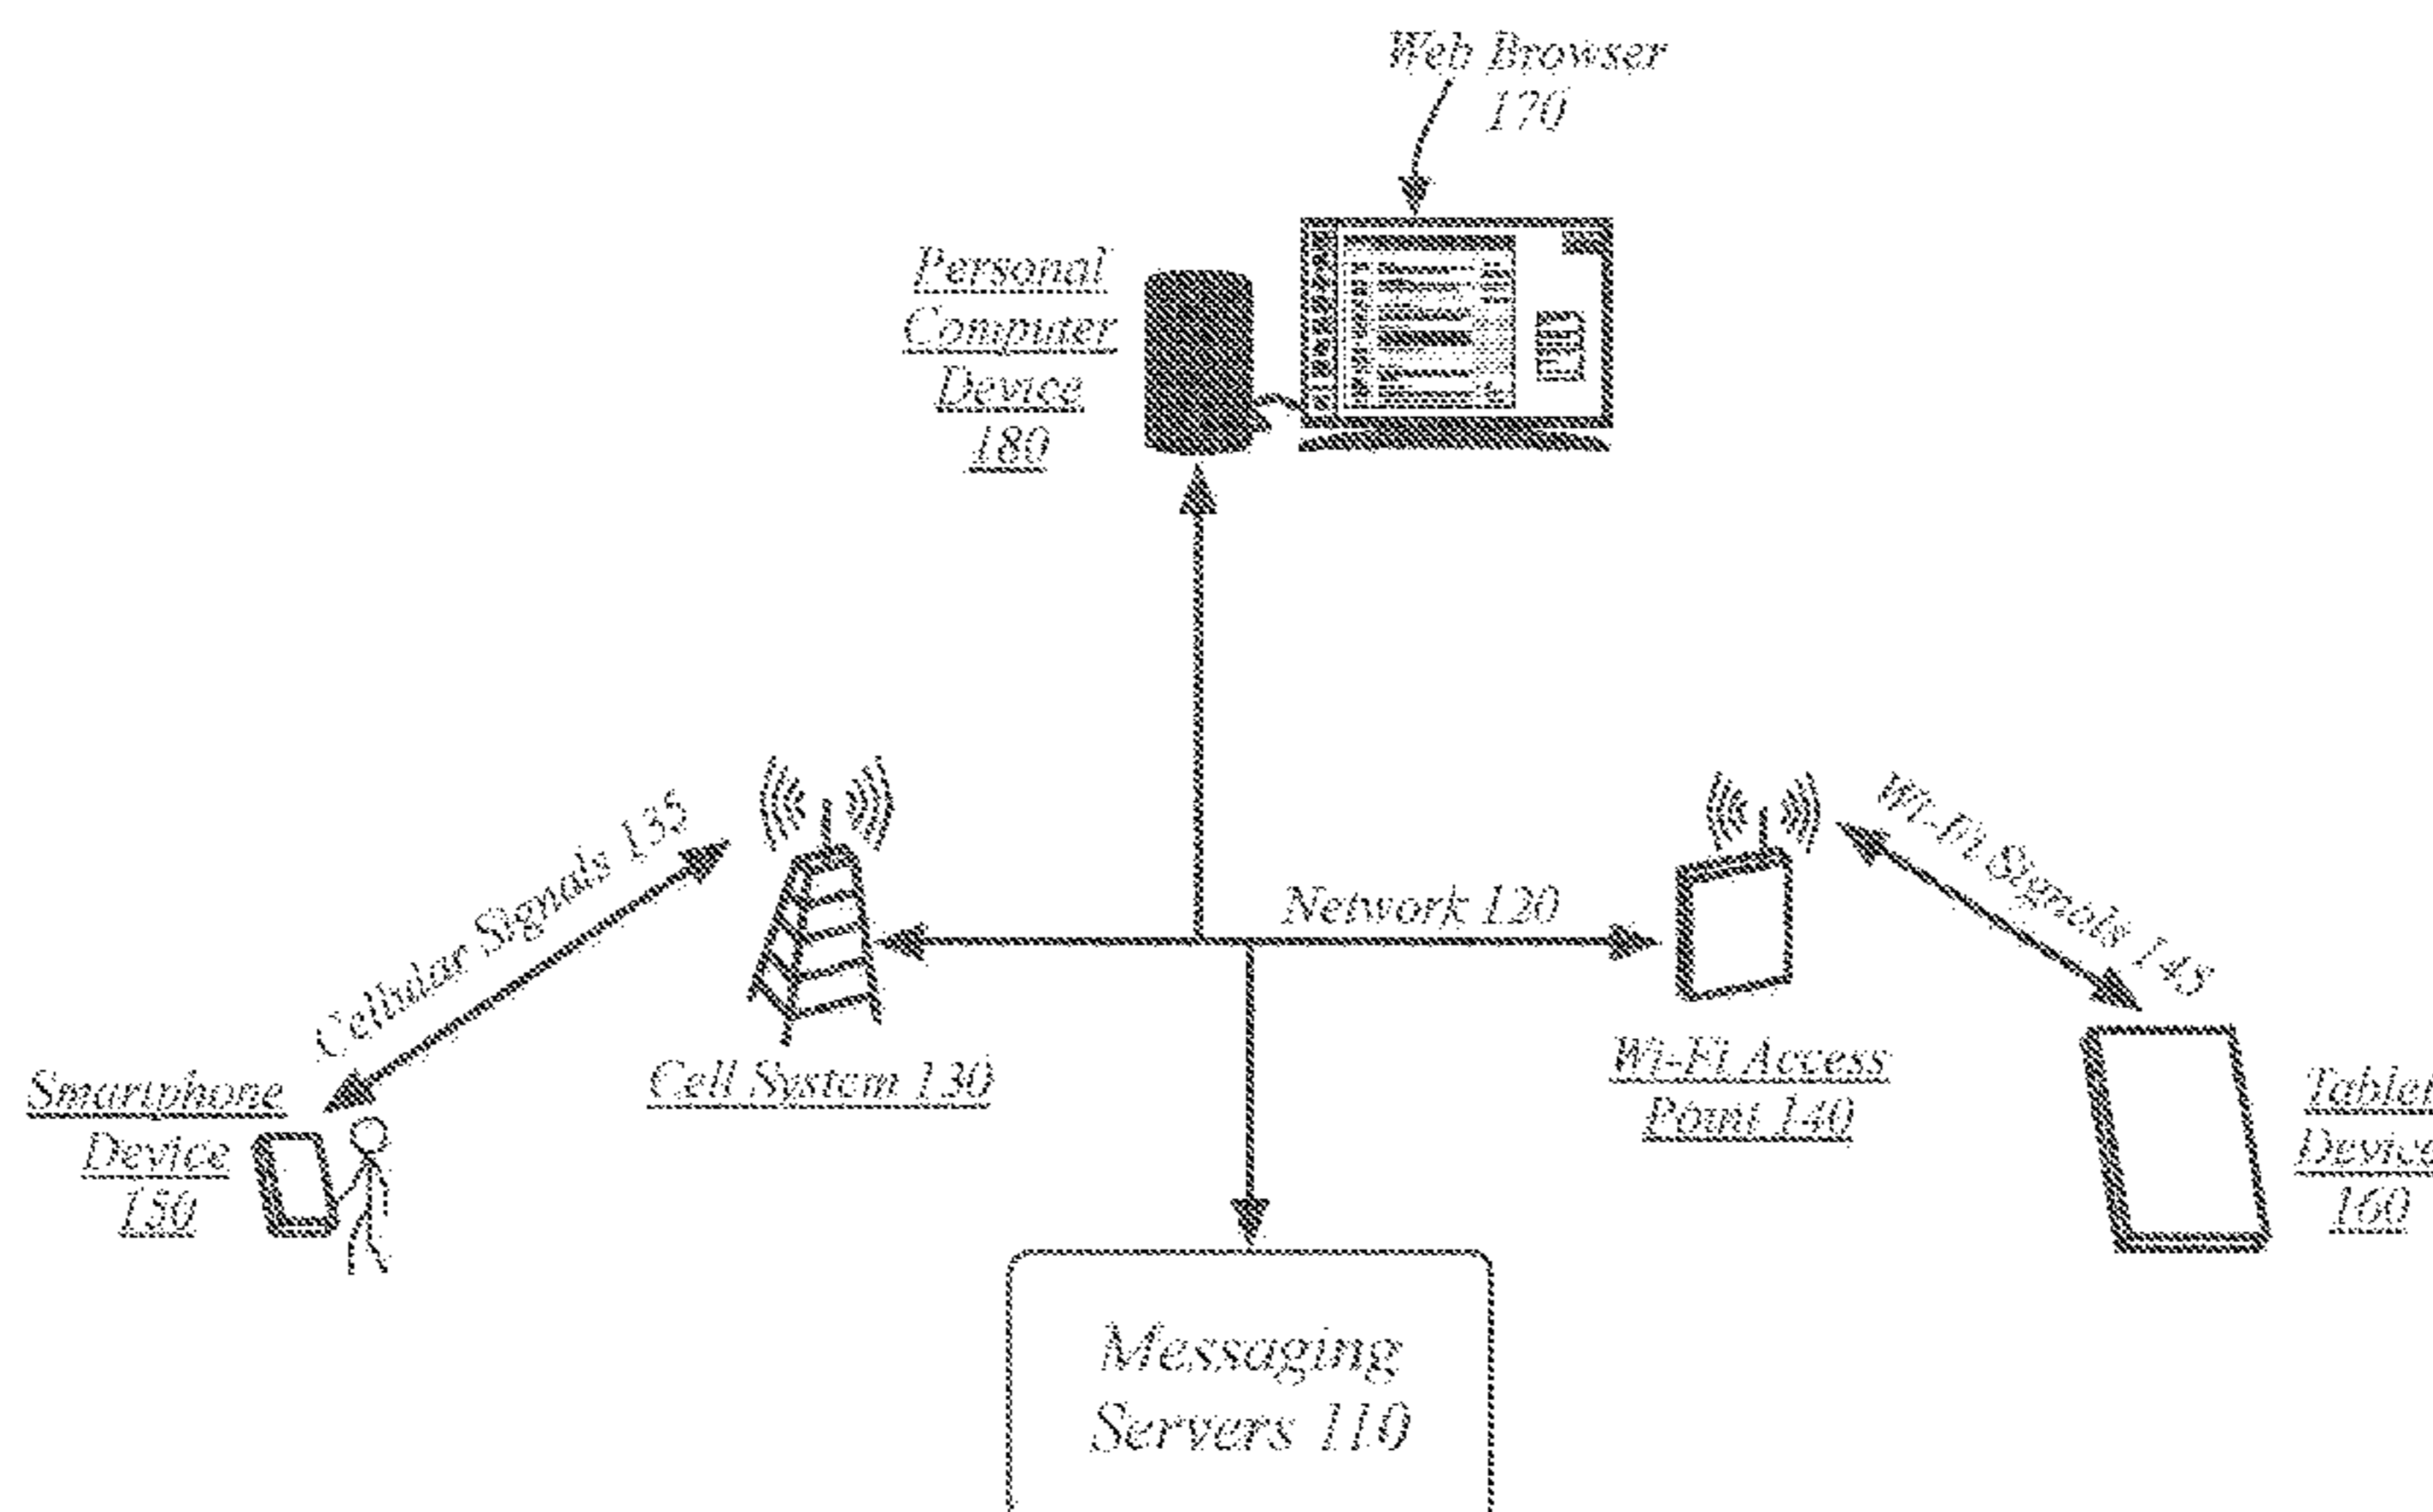 Web Browser
170
Personal
Computer
Device
180
Cellular Signals 135
Network 120
Wi-Fi Signals 145
Cell System 130
Wi-Fi Access
Point 140
Smartphone
Device
150
Tablet
Device
160
Messaging
Servers 110